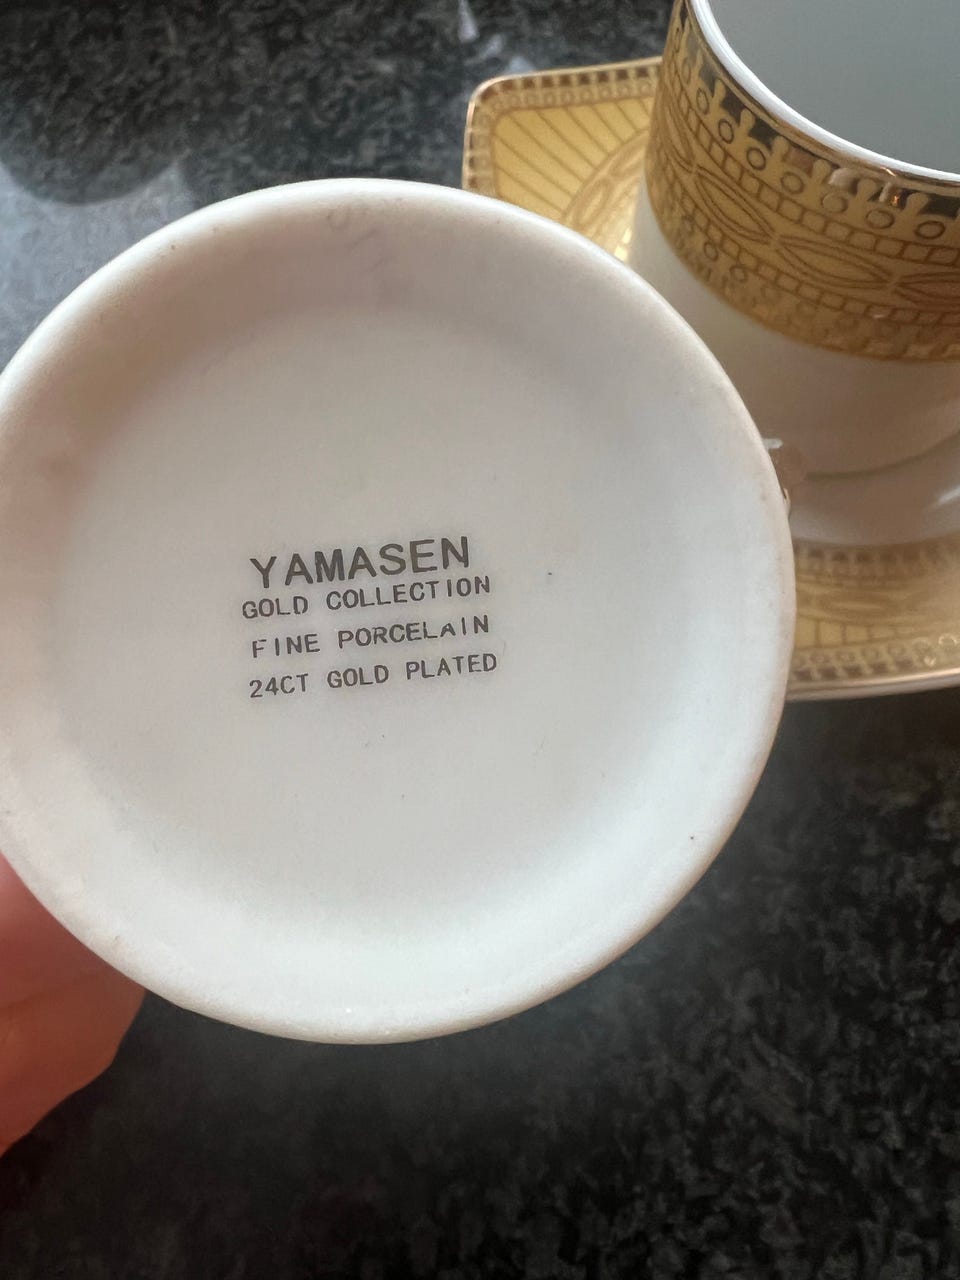 YAMASEN
GOLD COLLECTION
FINE PORCELAIN
24CT GOLD PLATED